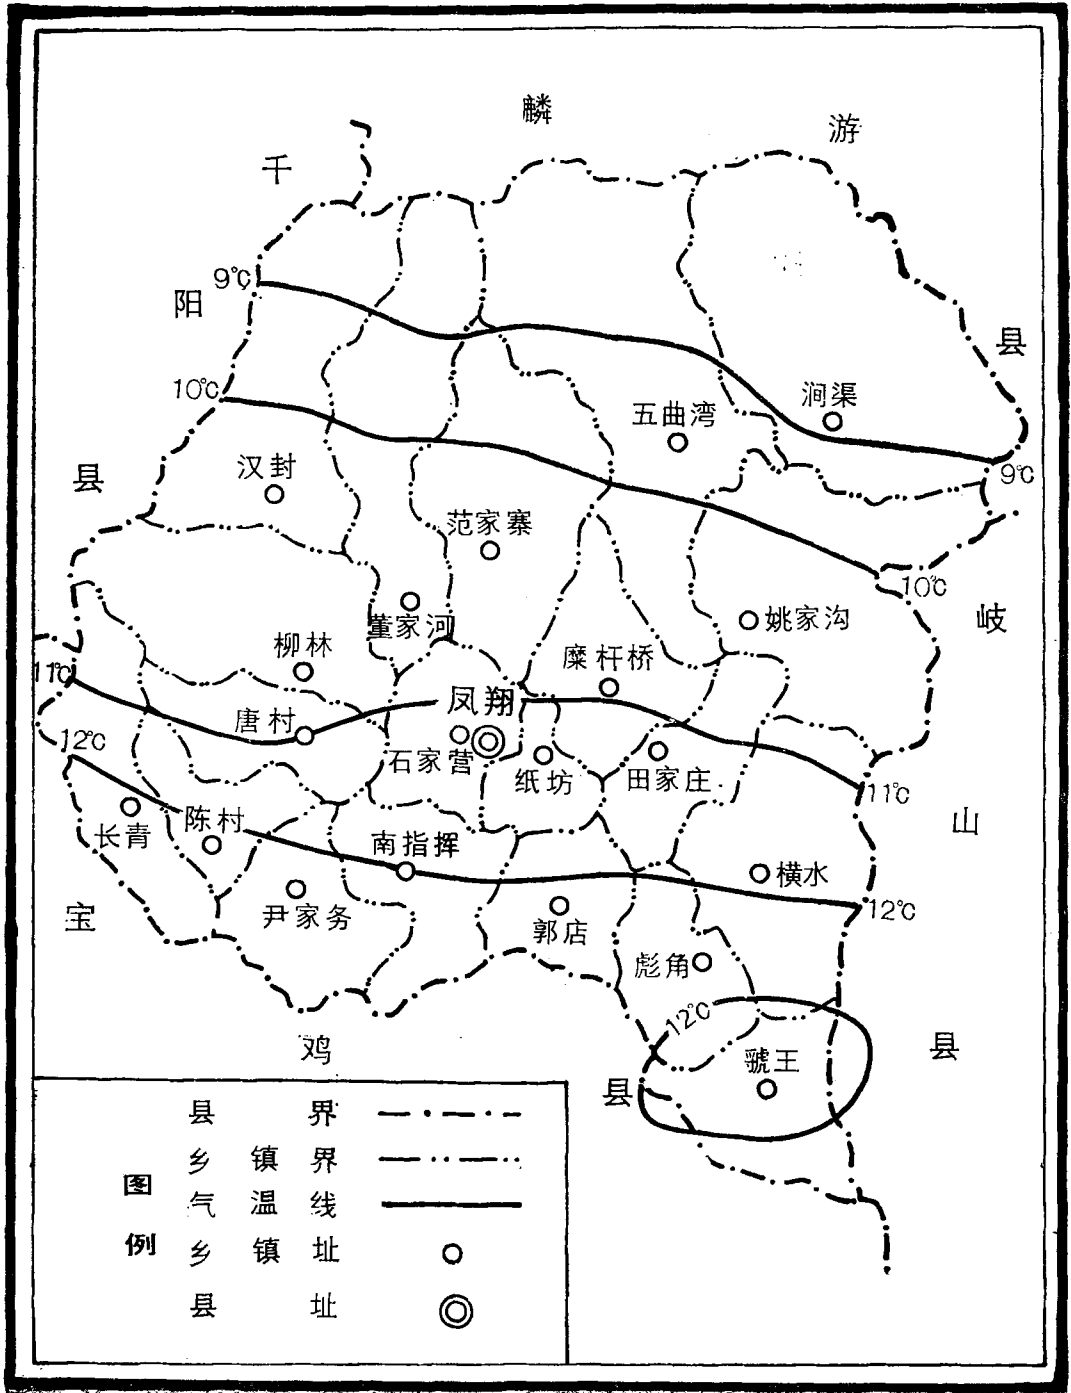 麟
游
千
阳
县
县
9℃
10℃
涧渠
五曲湾
汉封
9℃
范家寨
10℃
岐
山
县
董家河
姚家沟
柳林
糜杆桥
11℃
凤翔
唐村
12℃
石家营
纸坊
田家庄
11℃
长青
陈村
南指挥
横水
12℃
宝
鸡
县
尹家务
郭店
彪角
12℃
虢王
图例
县界
乡镇界
气温线
乡镇址
县址